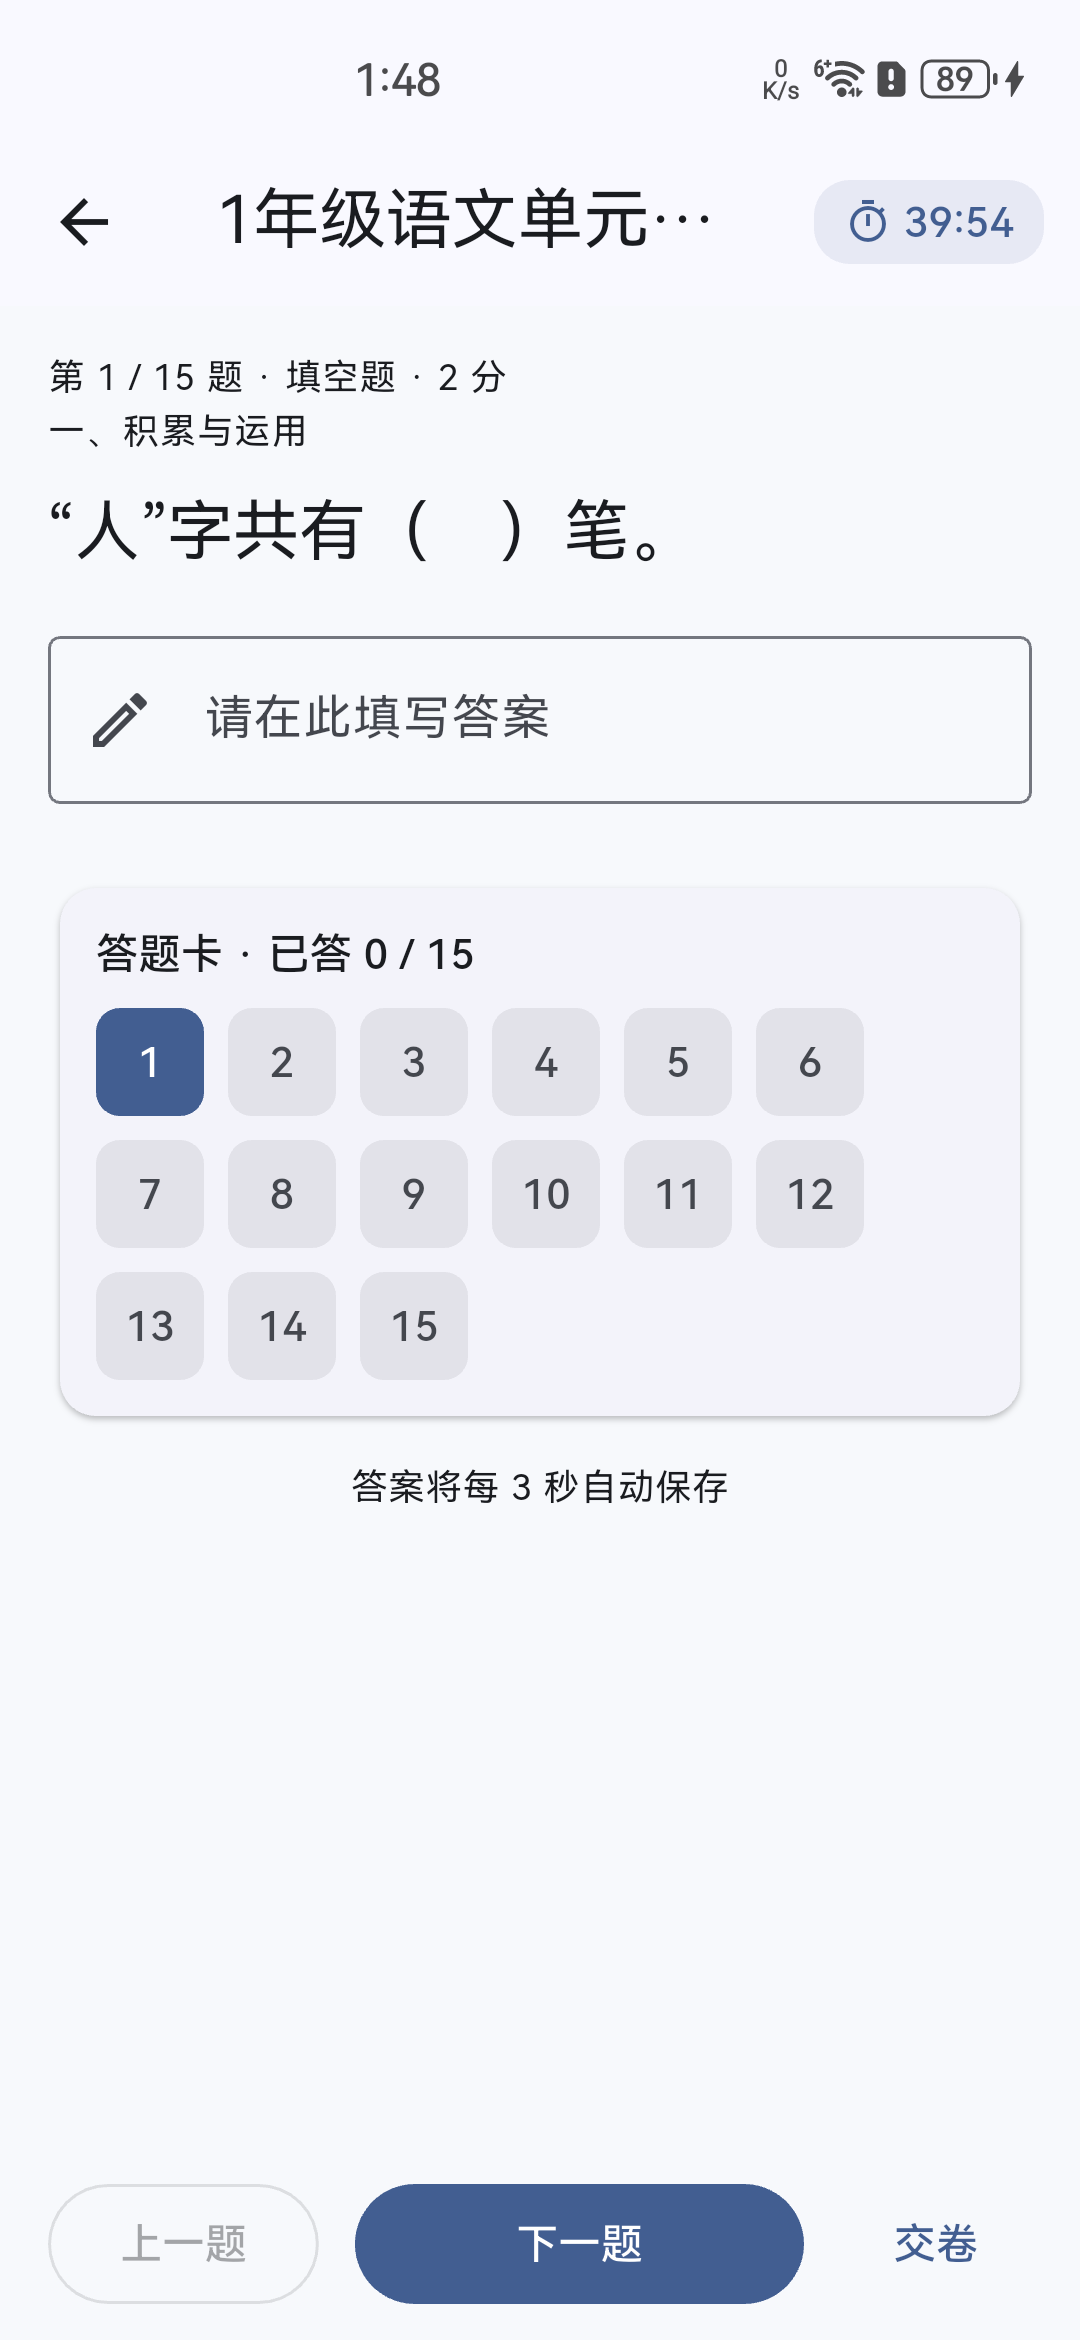 1:48
0
K/s
6+
89
1年级语文单元···
39:54
第 1 / 15 题 · 填空题 · 2 分
一、积累与运用
“人”字共有（　）笔。
请在此填写答案
答题卡 · 已答 0 / 15
1 2 3 4 5 6
7 8 9 10 11 12
13 14 15
答案将每 3 秒自动保存
上一题 下一题 交卷